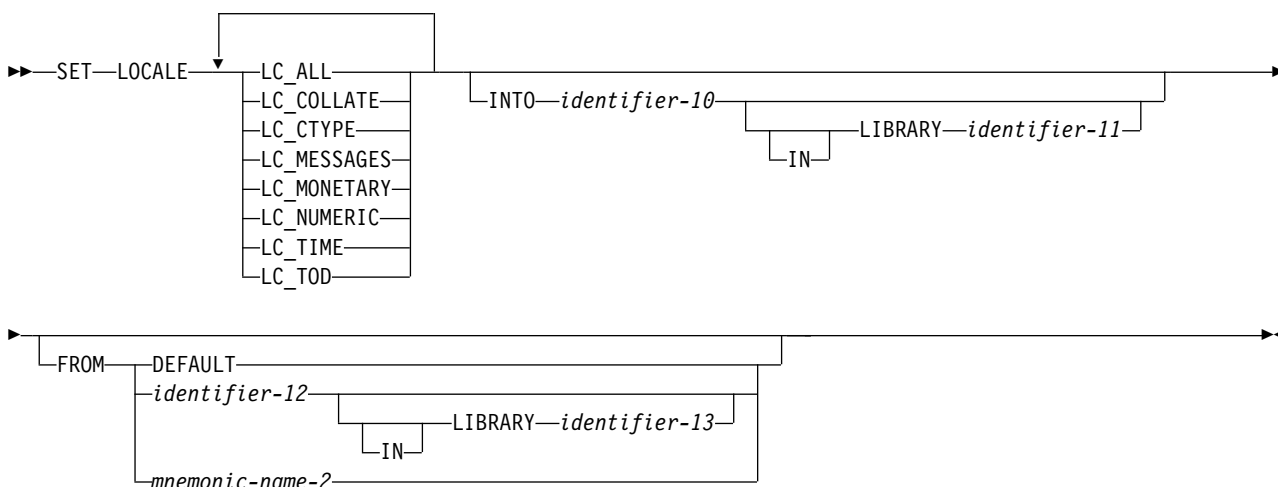 SET LOCALE LC_ALL
LC_COLLATE
LC_CTYPE
LC_MESSAGES
LC_MONETARY
LC_NUMERIC
LC_TIME
LC_TOD
INTO identifier-10
IN LIBRARY identifier-11
FROM DEFAULT
identifier-12
IN LIBRARY identifier-13
mnemonic-name-2